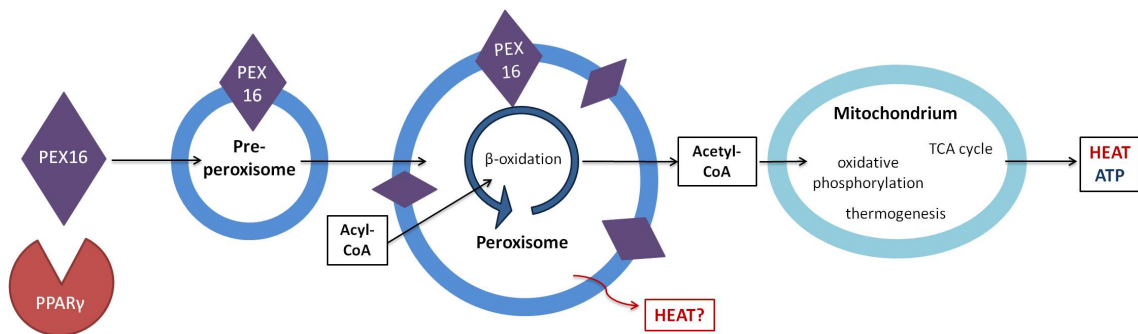 PEX16
PPARγ
PEX
16
Pre-
peroxisome
PEX
16
β-oxidation
Acyl-
CoA
Peroxisome
HEAT?
Acetyl-
CoA
Mitochondrium
TCA cycle
oxidative
phosphorylation
thermogenesis
HEAT
ATP